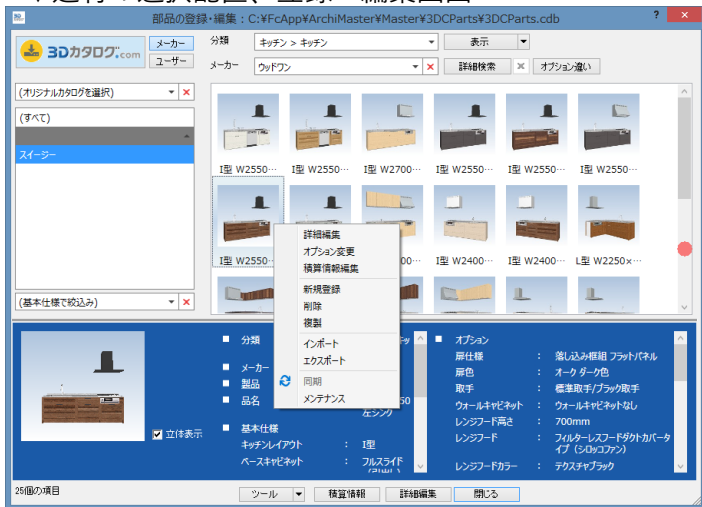 部品の登録・編集 : C:¥FcApp¥ArchiMaster¥Master¥3DCParts¥3DCParts.cdb
?
×
3Dカタログ.com
メーカー
ユーザー
分類
キッチン > キッチン
表示
メーカー
ウッドワン
詳細検索
オプション違い
(オリジナルカタログを選択)
(すべて)
スイージー
(基本仕様で絞込み)
I型 W2550…
I型 W2550…
I型 W2700…
I型 W2550…
I型 W2550…
I型 W2550…
I型 W2550…
00…
I型 W2400…
I型 W2400…
L型 W2250×…
詳細編集
オプション変更
積算情報編集
新規登録
削除
複製
インポート
エクスポート
同期
メンテナンス
立体表示
■ 分類
■ メーカー
■ 製品
■ 品名
50
左シンク
■ 基本仕様
キッチンレイアウト : I型
ベースキャビネット : フルスライド
■ オプション
扉仕様 : 落し込み框組 フラットパネル
扉色 : オーク ダーク色
取手 : 標準取手/ブラック取手
ウォールキャビネット : ウォールキャビネットなし
レンジフード高さ : 700mm
レンジフード : フィルターレスフードダクトカバータ
イプ (シロッコファン)
レンジフードカラー : テクスチャブラック
25個の項目
ツール
積算情報
詳細編集
閉じる